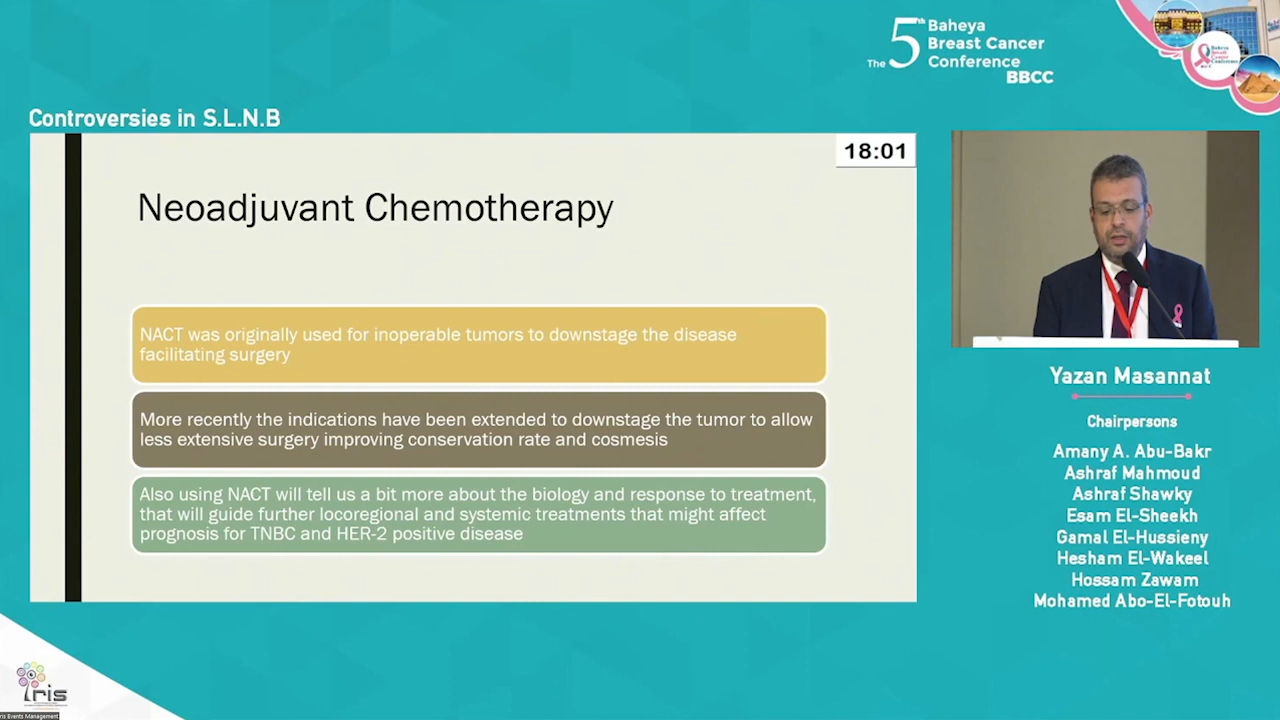 The 5th Baheya
Breast Cancer
Conference
BBCC
Controversies in S.L.N.B
18:01
Neoadjuvant Chemotherapy
NACT was originally used for inoperable tumors to downstage the disease
facilitating surgery
More recently the indications have been extended to downstage the tumor to allow
less extensive surgery improving conservation rate and cosmesis
Also using NACT will tell us a bit more about the biology and response to treatment,
that will guide further locoregional and systemic treatments that might affect
prognosis for TNBC and HER-2 positive disease
Yazan Masannat
Chairpersons
Amany A. Abu-Bakr
Ashraf Mahmoud
Ashraf Shawky
Esam El-Sheekh
Gamal El-Hussieny
Hesham El-Wakeel
Hossam Zawam
Mohamed Abo-El-Fotouh
Iris
Iris Events Management